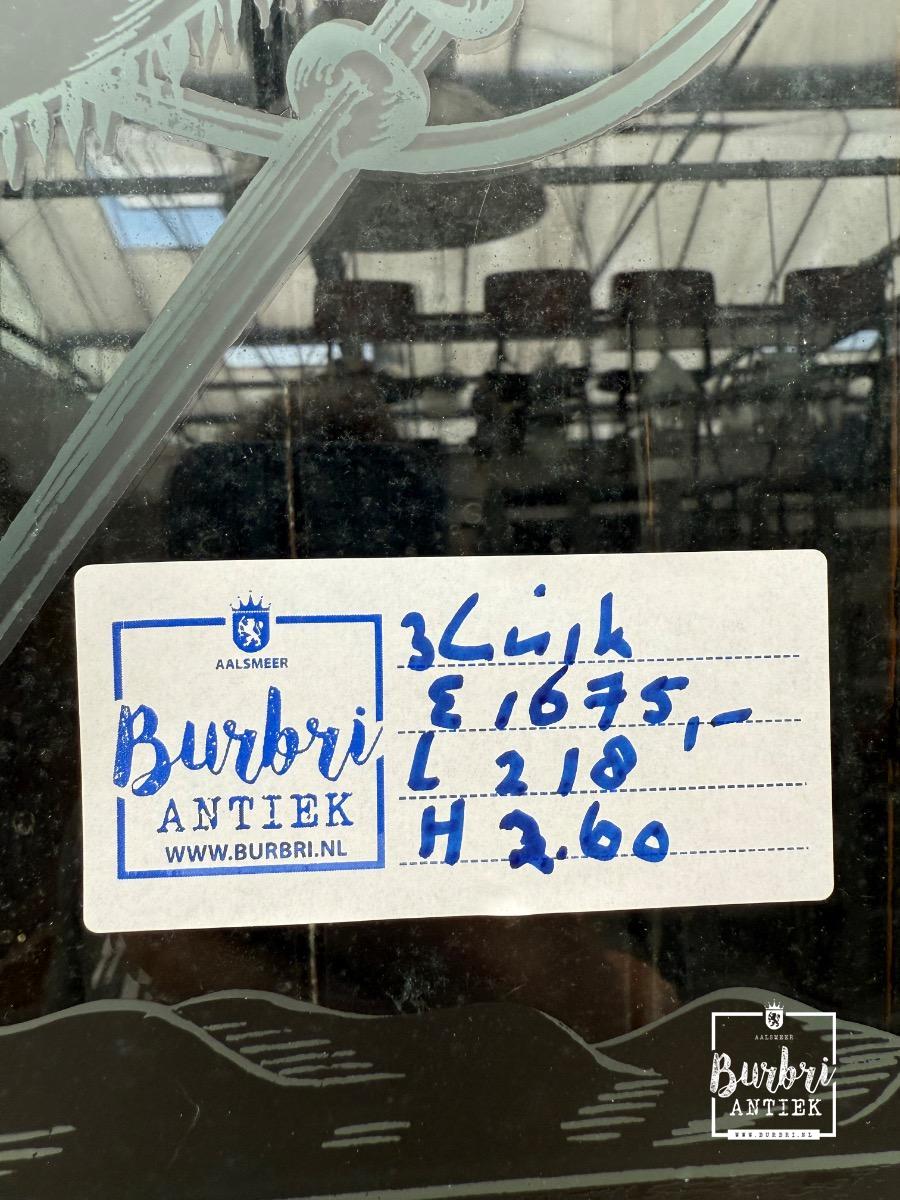 AALSMEER
Burbri
ANTIEK
WWW.BURBRI.NL
3Luik
€ 1675,-
L 218
H 2.60
AALSMEER
Burbri
ANTIEK
WWW.BURBRI.NL